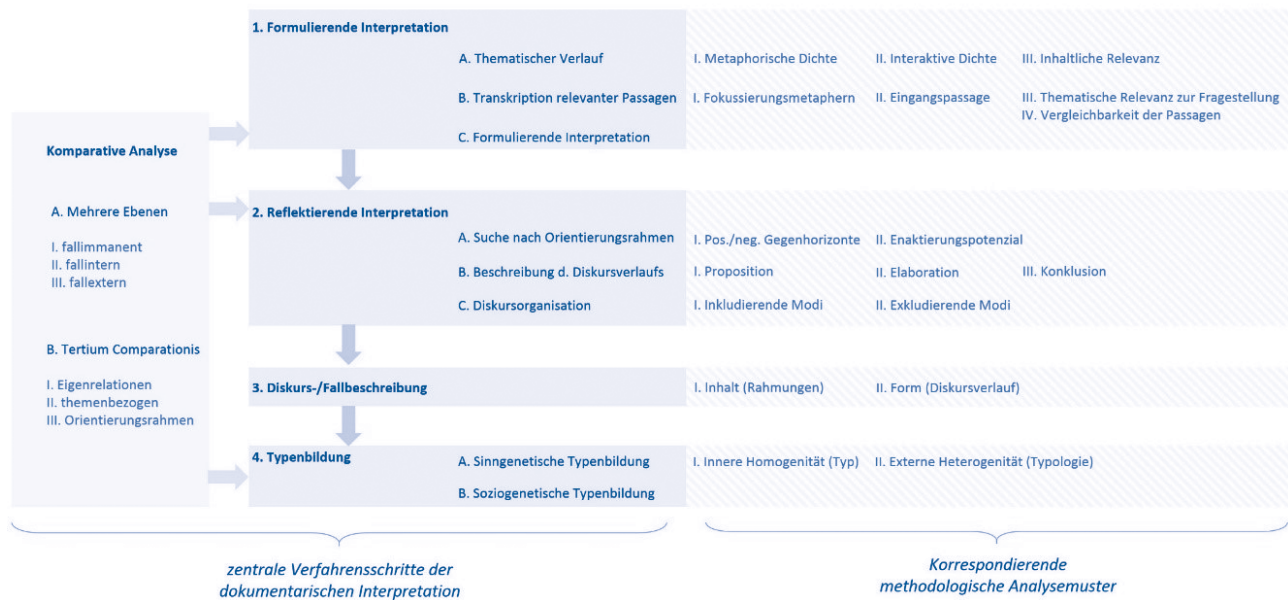 1. Formulierende Interpretation
A. Thematischer Verlauf
I. Metaphorische Dichte
II. Interaktive Dichte
III. Inhaltliche Relevanz
B. Transkription relevanter Passagen
I. Fokussierungsmetaphern
II. Eingangspassage
III. Thematische Relevanz zur Fragestellung
IV. Vergleichbarkeit der Passagen
C. Formulierende Interpretation
Komparative Analyse
A. Mehrere Ebenen
I. fallimmanent
II. fallintern
III. fallextern
B. Tertium Comparationis
I. Eigenrelationen
II. themenbezogen
III. Orientierungsrahmen
2. Reflektierende Interpretation
A. Suche nach Orientierungsrahmen
I. Pos./neg. Gegenhorizonte
II. Enaktierungspotenzial
B. Beschreibung d. Diskursverlaufs
I. Proposition
II. Elaboration
III. Konklusion
C. Diskursorganisation
I. Inkludierende Modi
II. Exkludierende Modi
3. Diskurs-/Fallbeschreibung
I. Inhalt (Rahmungen)
II. Form (Diskursverlauf)
4. Typenbildung
A. Sinngenetische Typenbildung
I. Innere Homogenität (Typ)
II. Externe Heterogenität (Typologie)
B. Soziogenetische Typenbildung
zentrale Verfahrensschritte der
dokumentarischen Interpretation
Korrespondierende
methodologische Analysemuster